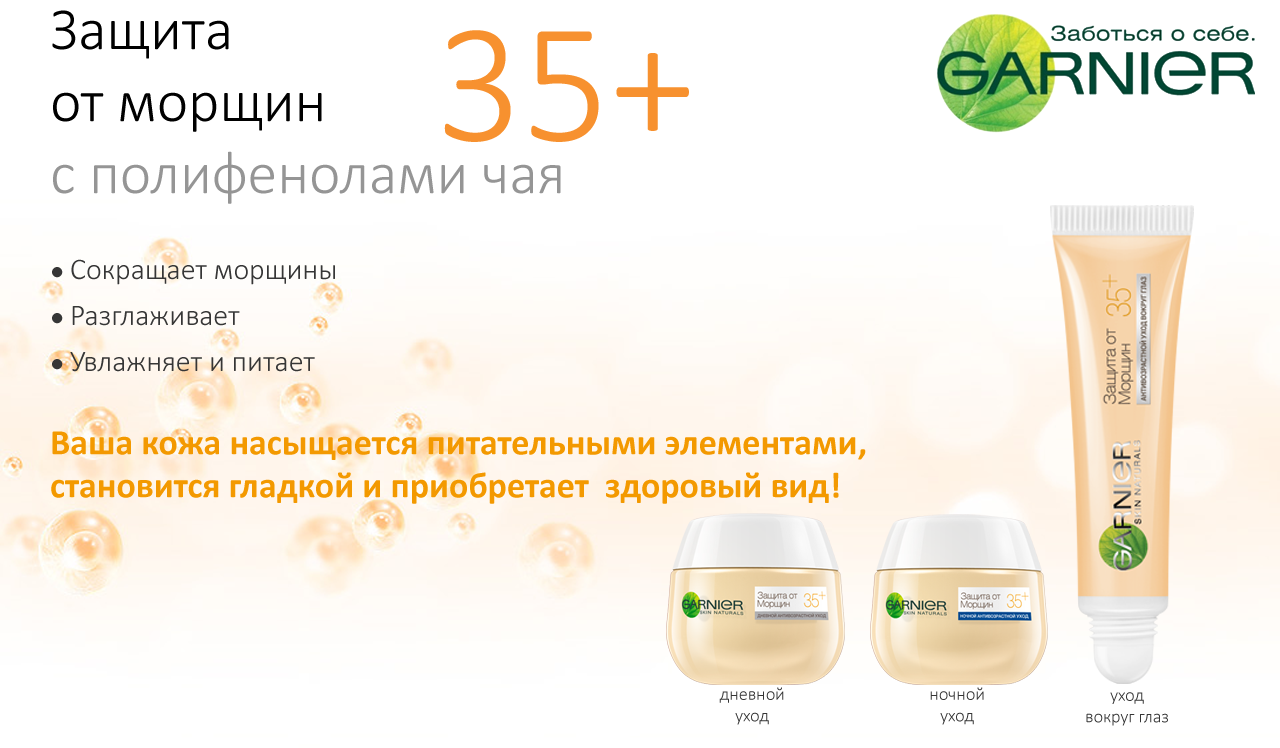 Защита
от морщин
35+
с полифенолами чая
Заботься о себе.
GARNIER
● Сокращает морщины
● Разглаживает
● Увлажняет и питает
Ваша кожа насыщается питательными элементами,
становится гладкой и приобретает здоровый вид!
GARNIER
SKIN NATURALS
Защита от
Морщин
35+
ДНЕВНОЙ АНТИВОЗРАСТНОЙ УХОД
GARNIER
SKIN NATURALS
Защита от
Морщин
35+
НОЧНОЙ АНТИВОЗРАСТНОЙ УХОД
GARNIER
SKIN NATURALS
Защита от
Морщин
35+
АНТИВОЗРАСТНОЙ УХОД ВОКРУГ ГЛАЗ
дневной
уход
ночной
уход
уход
вокруг глаз